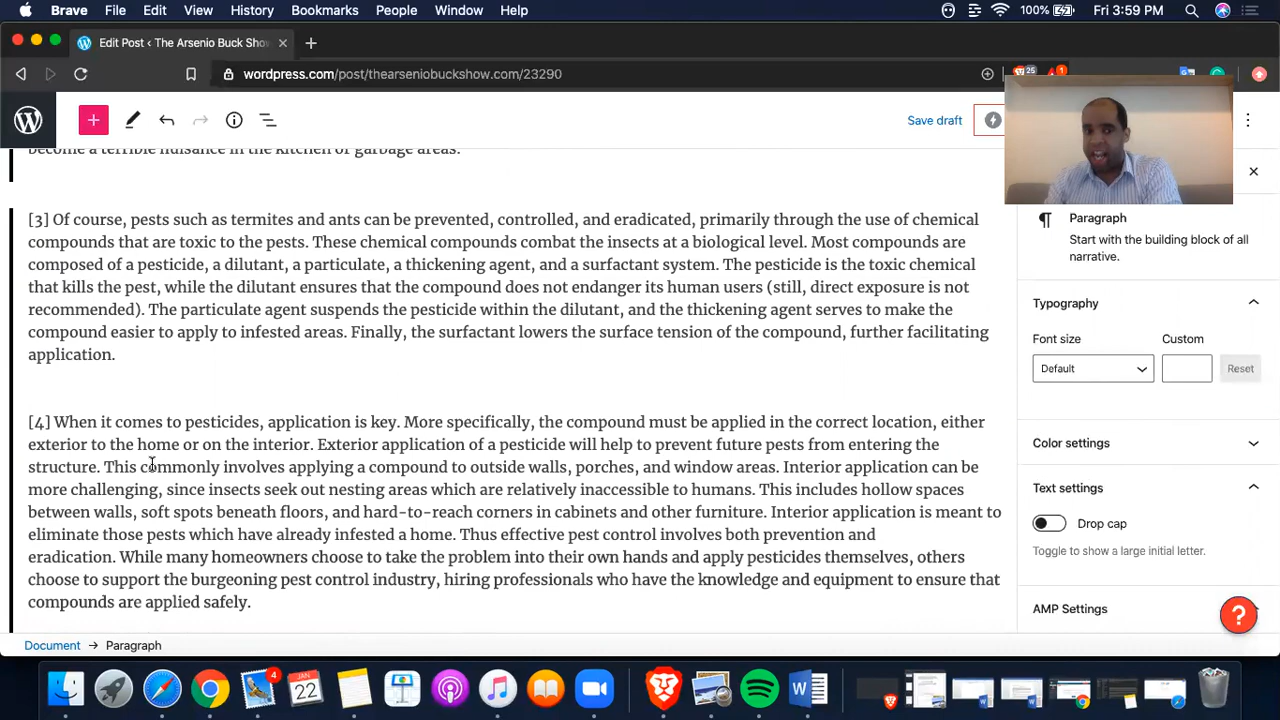 Brave File Edit View History Bookmarks People Window Help 100% Fri 3:59 PM
Edit Post ‹ The Arsenio Buck Sho
wordpress.com/post/thearseniobuckshow.com/23290
25
1
Save draft
become a terrible nuisance in the kitchen or garbage areas.
[3] Of course, pests such as termites and ants can be prevented, controlled, and eradicated, primarily through the use of chemical
compounds that are toxic to the pests. These chemical compounds combat the insects at a biological level. Most compounds are
composed of a pesticide, a dilutant, a particulate, a thickening agent, and a surfactant system. The pesticide is the toxic chemical
that kills the pest, while the dilutant ensures that the compound does not endanger its human users (still, direct exposure is not
recommended). The particulate agent suspends the pesticide within the dilutant, and the thickening agent serves to make the
compound easier to apply to infested areas. Finally, the surfactant lowers the surface tension of the compound, further facilitating
application.
[4] When it comes to pesticides, application is key. More specifically, the compound must be applied in the correct location, either
exterior to the home or on the interior. Exterior application of a pesticide will help to prevent future pests from entering the
structure. This commonly involves applying a compound to outside walls, porches, and window areas. Interior application can be
more challenging, since insects seek out nesting areas which are relatively inaccessible to humans. This includes hollow spaces
between walls, soft spots beneath floors, and hard-to-reach corners in cabinets and other furniture. Interior application is meant to
eliminate those pests which have already infested a home. Thus effective pest control involves both prevention and
eradication. While many homeowners choose to take the problem into their own hands and apply pesticides themselves, others
choose to support the burgeoning pest control industry, hiring professionals who have the knowledge and equipment to ensure that
compounds are applied safely.
Paragraph
Start with the building block of all
narrative.
Typography
Font size
Custom
Default
Reset
Color settings
Text settings
Drop cap
Toggle to show a large initial letter.
AMP Settings
?
Document → Paragraph
4
JAN
22
W